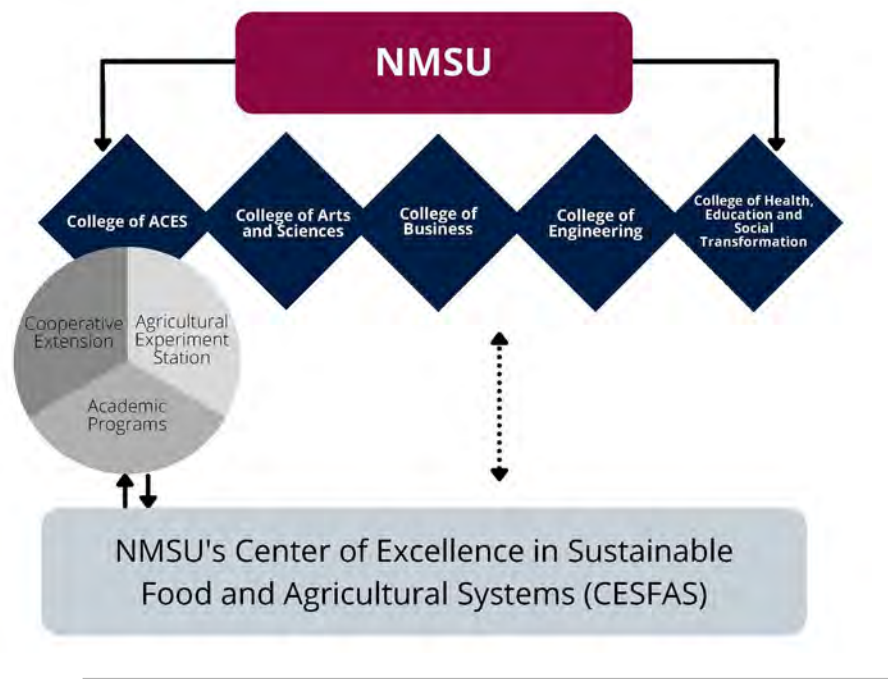 NMSU
College of ACES
College of Arts
and Sciences
College of
Business
College of
Engineering
College of Health,
Education and
Social
Transformation
Cooperative
Extension
Agricultural
Experiment
Station
Academic
Programs
NMSU's Center of Excellence in Sustainable
Food and Agricultural Systems (CESFAS)